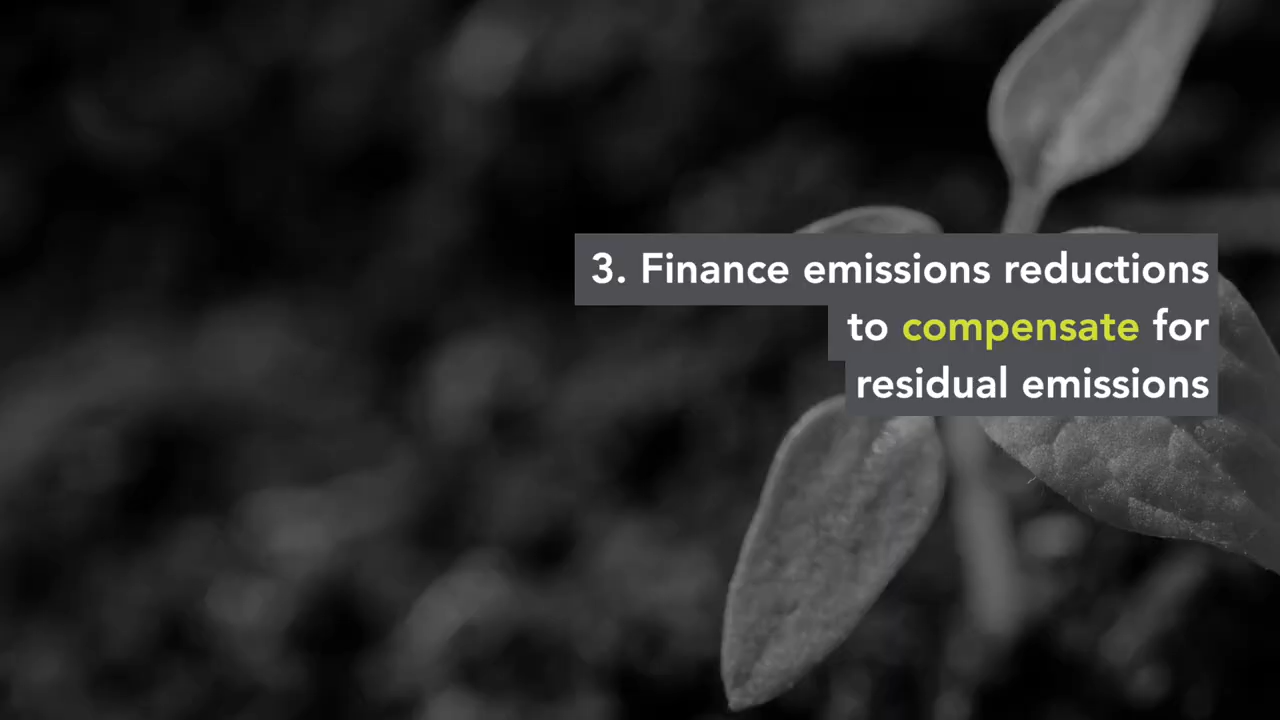 3. Finance emissions reductions
to compensate for
residual emissions